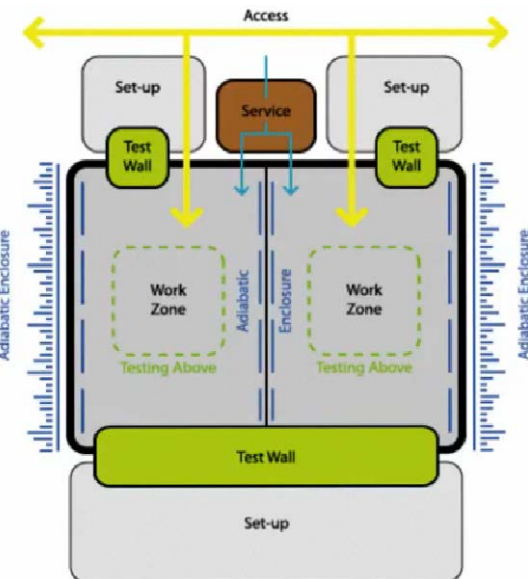 Access
Set-up
Service
Set-up
Test
Wall
Test
Wall
Adiabatic Enclosure
Work
Zone
Adiabatic
Enclosure
Work
Zone
Adiabatic Enclosure
Testing Above
Testing Above
Test Wall
Set-up